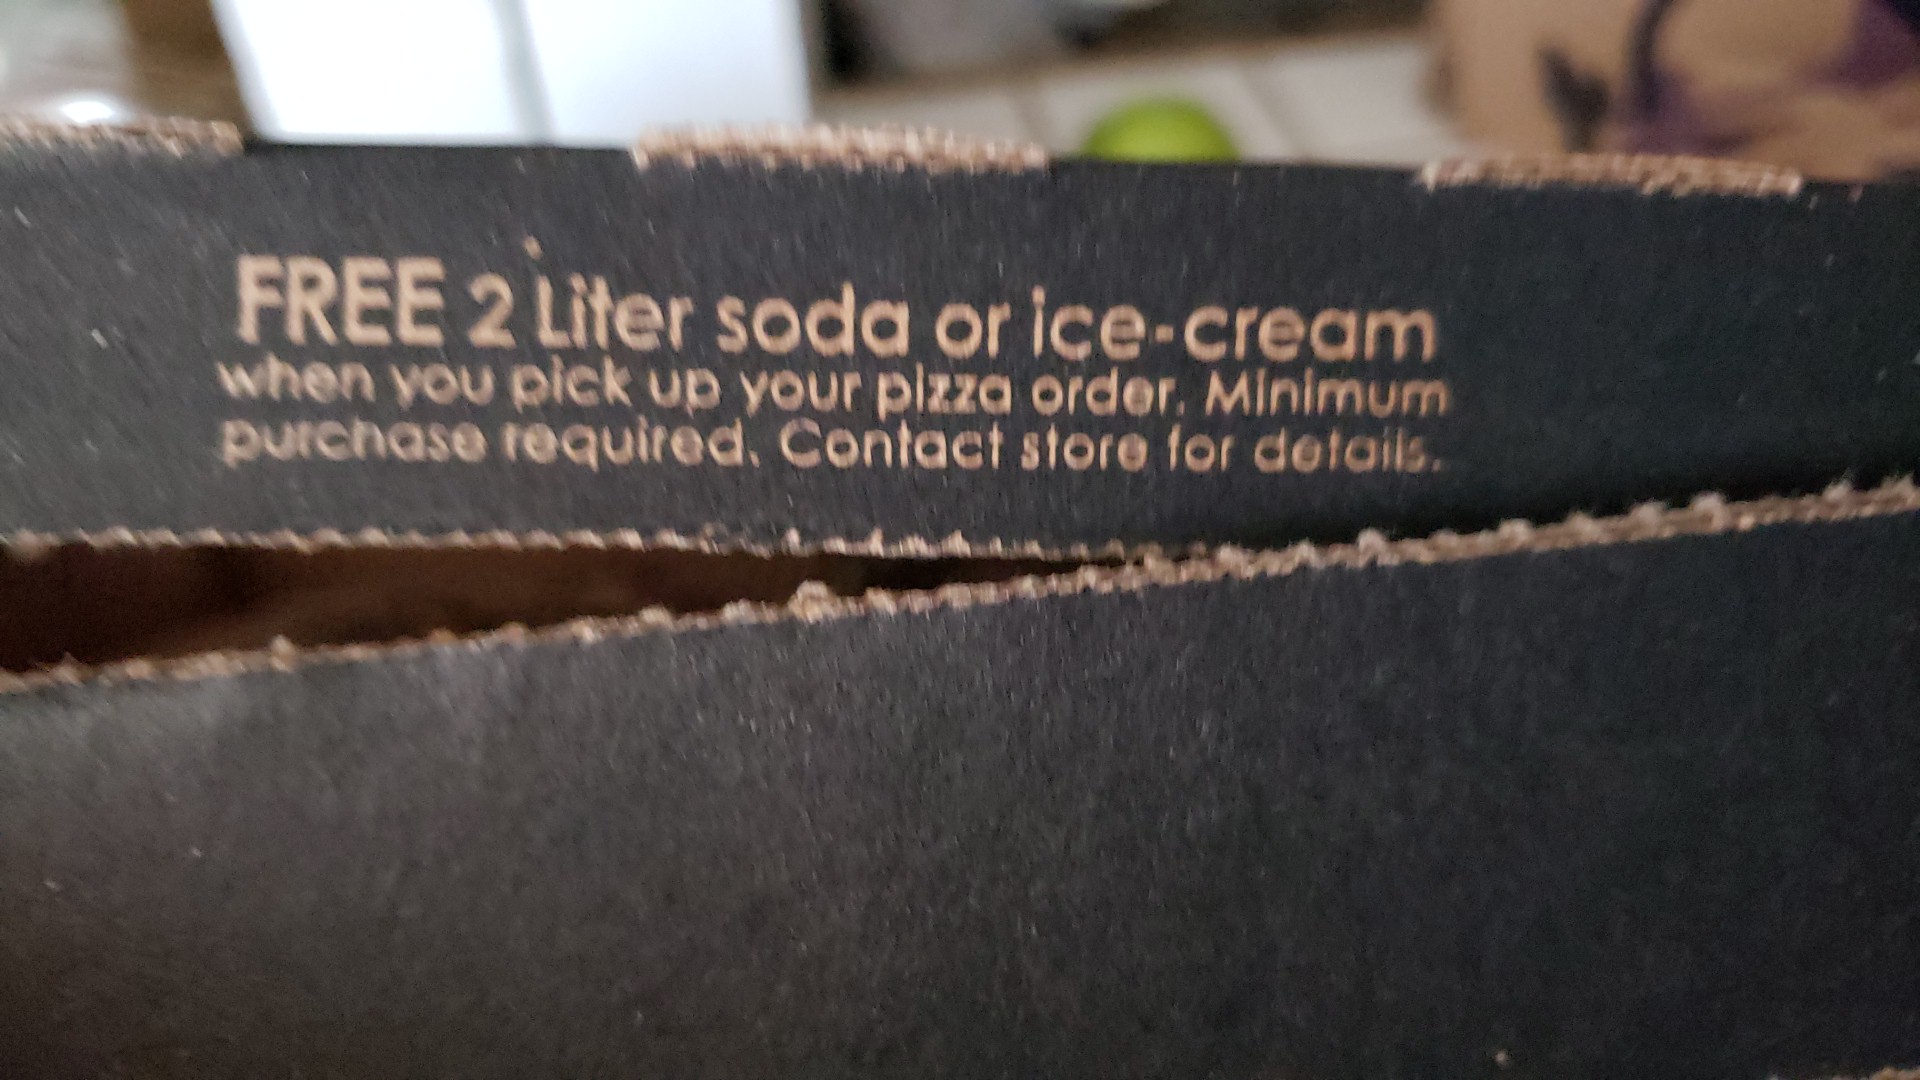 FREE 2 Liter soda or ice-cream
when you pick up your pizza order. Minimum
purchase required. Contact store for details.